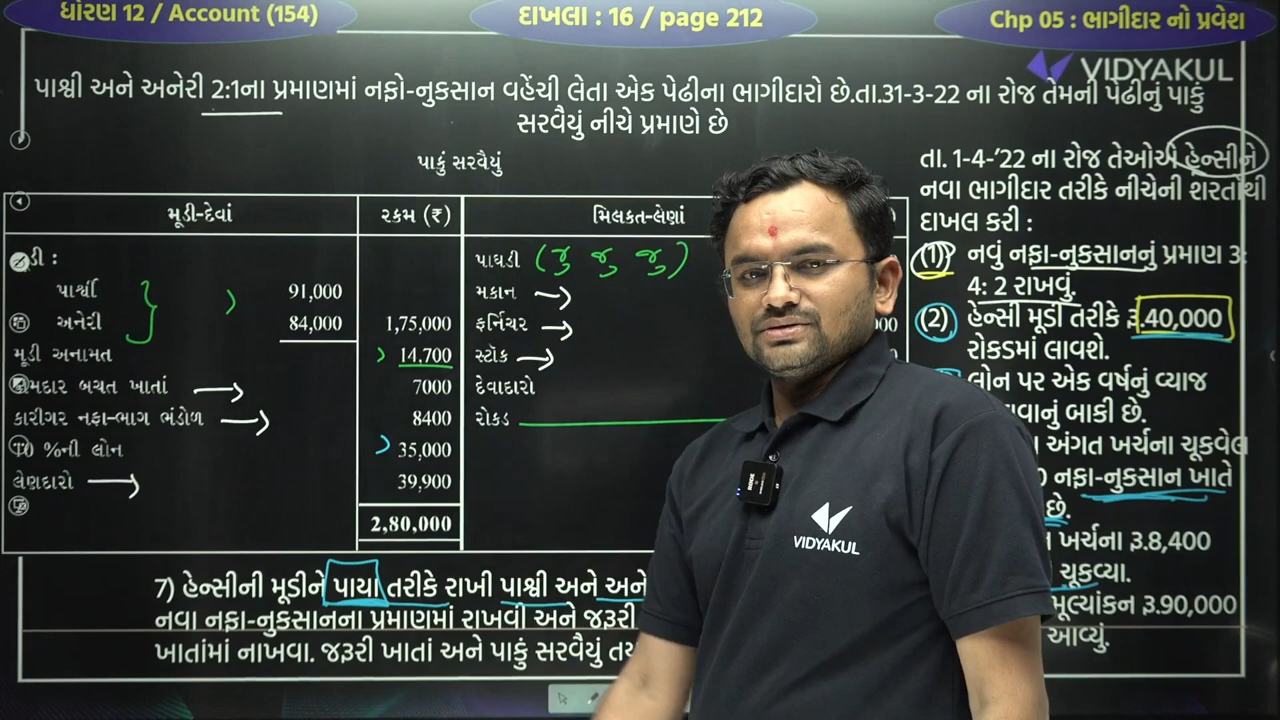 ધોરણ 12 / Account (154)
દાખલા : 16 / page 212
Chp 05 : ભાગીદાર નો પ્રવેશ
VIDYAKUL
પાશ્વી અને અનેરી 2:1ના પ્રમાણમાં નફો-નુકસાન વહેંચી લેતા એક પેઢીના ભાગીદારો છે.તા.31-3-22 ના રોજ તેમની પેઢીનું પાકું
સરવૈયું નીચે પ્રમાણે છે
પાકું સરવૈયું
મૂડી-દેવાં રકમ (₹) મિલકત-લેણાં
ડી :
પાર્શ્વી 91,000
અનેરી 84,000 1,75,000
મૂડી અનામત 14,700
કામદાર બચત ખાતાં 7000
કારીગર નફા-ભાગ ભંડોળ 8400
%ની લોન 35,000
લેણદારો 39,900
2,80,000
પાઘડી (જુ જુ જુ)
મકાન
ફર્નિચર 000
સ્ટૉક
દેવાદારો
રોકડ
તા. 1-4-'22 ના રોજ તેઓએ હેન્સીને
નવા ભાગીદાર તરીકે નીચેની શરતોથી
દાખલ કરી :
(1) નવું નફા-નુકસાનનું પ્રમાણ 3:
4: 2 રાખવું.
(2) હેન્સી મૂડી તરીકે રૂ.40,000
રોકડમાં લાવશે.
લોન પર એક વર્ષનું વ્યાજ
વાનું બાકી છે.
અંગત ખર્ચના ચૂકવેલ
0 નફા-નુકસાન ખાતે
છે.
ખર્ચના રૂ.8,400
ચૂકવ્યા.
મૂલ્યાંકન રૂ.90,000
આવ્યું.
7) હેન્સીની મૂડીને પાયા તરીકે રાખી પાશ્વી અને અને
નવા નફા-નુકસાનના પ્રમાણમાં રાખવી અને જરૂરી
ખાતાંમાં નાખવા. જરૂરી ખાતાં અને પાકું સરવૈયું તૈ
VIDYAKUL